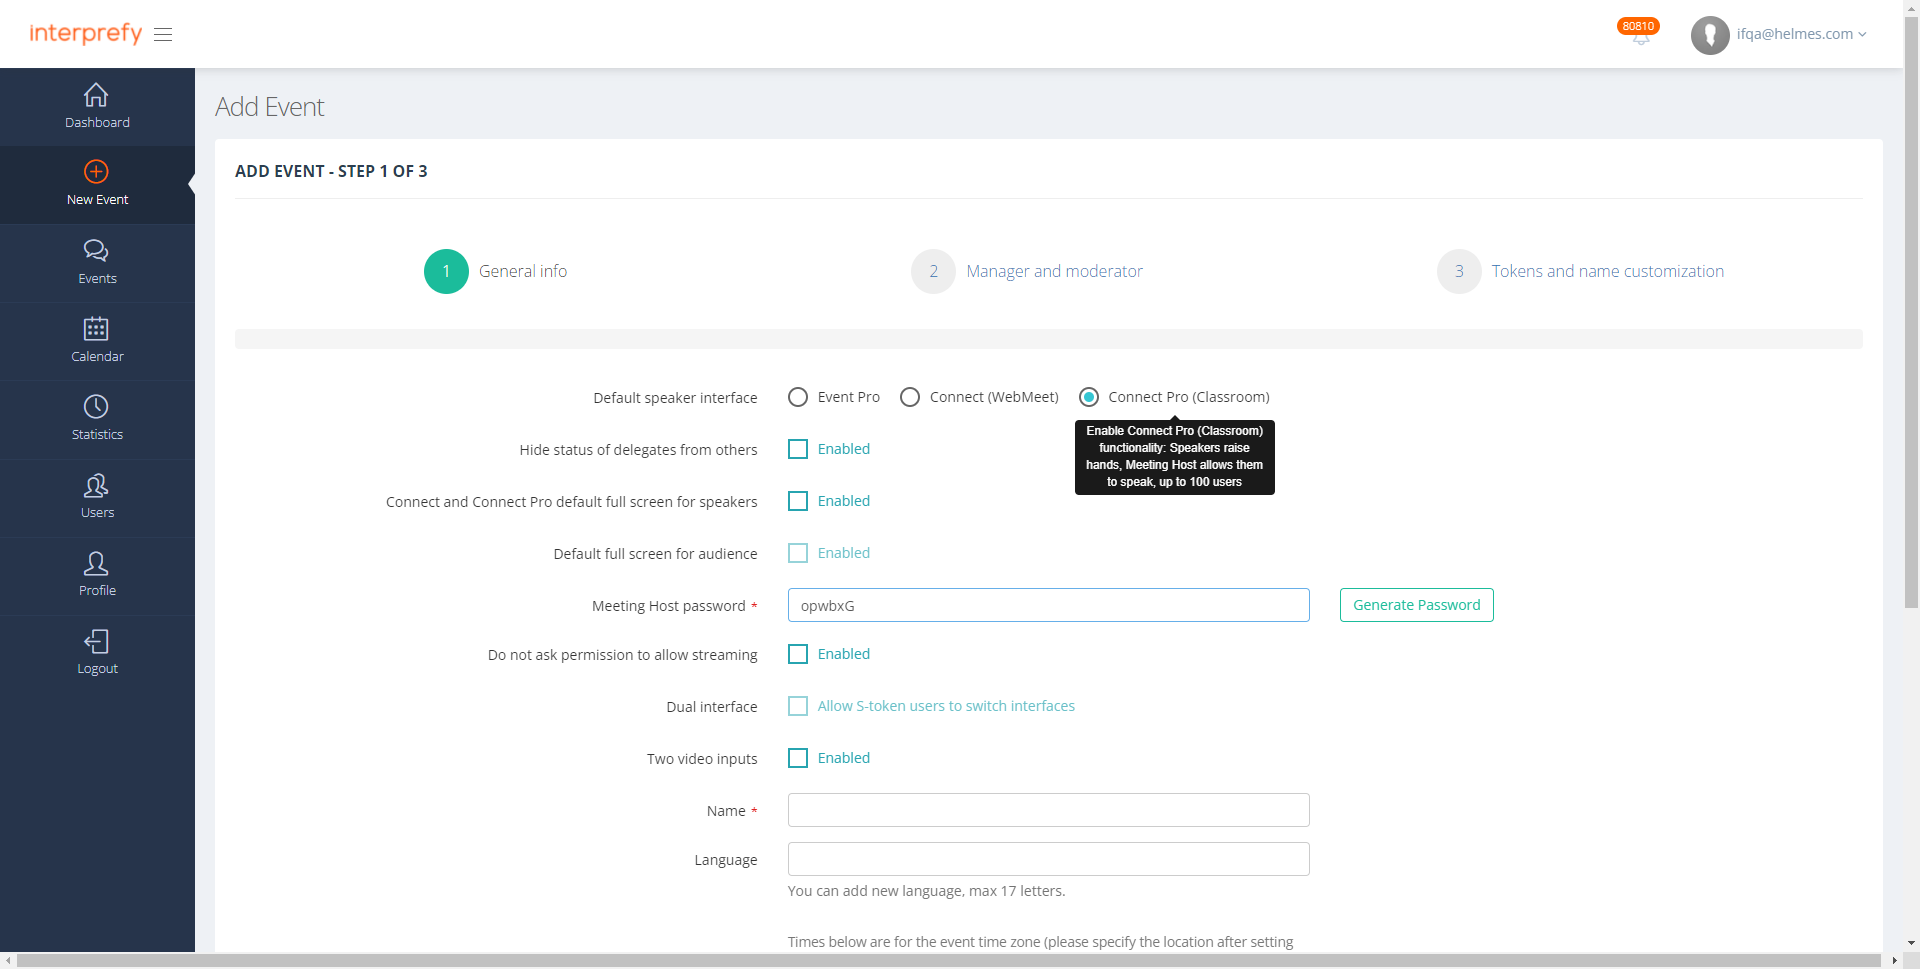 interprefy
80810
ifqa@helmes.com
Dashboard
New Event
Events
Calendar
Statistics
Users
Profile
Logout
Add Event
ADD EVENT - STEP 1 OF 3
1 General info
2 Manager and moderator
3 Tokens and name customization
Default speaker interface Event Pro Connect (WebMeet) Connect Pro (Classroom)
Enable Connect Pro (Classroom)
functionality: Speakers raise
hands, Meeting Host allows them
to speak, up to 100 users
Hide status of delegates from others Enabled
Connect and Connect Pro default full screen for speakers Enabled
Default full screen for audience Enabled
Meeting Host password * opwbxG Generate Password
Do not ask permission to allow streaming Enabled
Dual interface Allow S-token users to switch interfaces
Two video inputs Enabled
Name *
Language
You can add new language, max 17 letters.
Times below are for the event time zone (please specify the location after setting